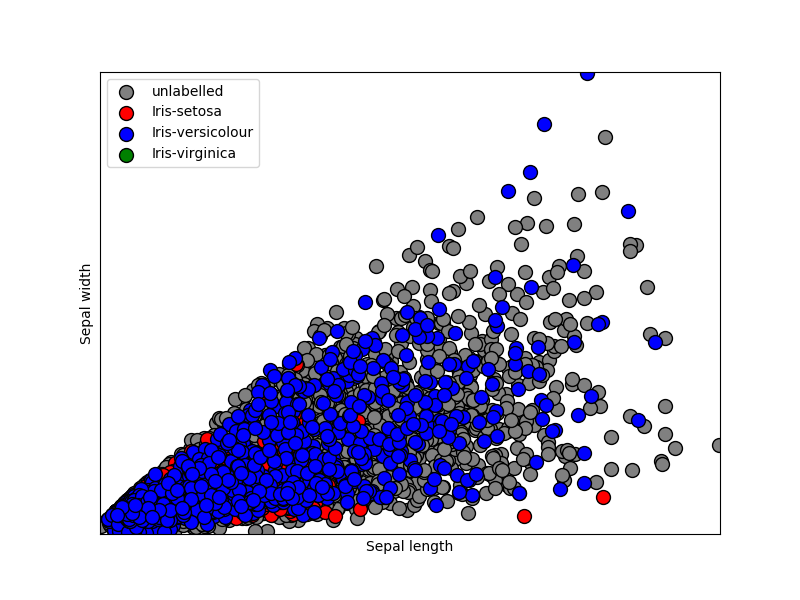 unlabelled
Iris-setosa
Iris-versicolour
Iris-virginica
Sepal width
Sepal length